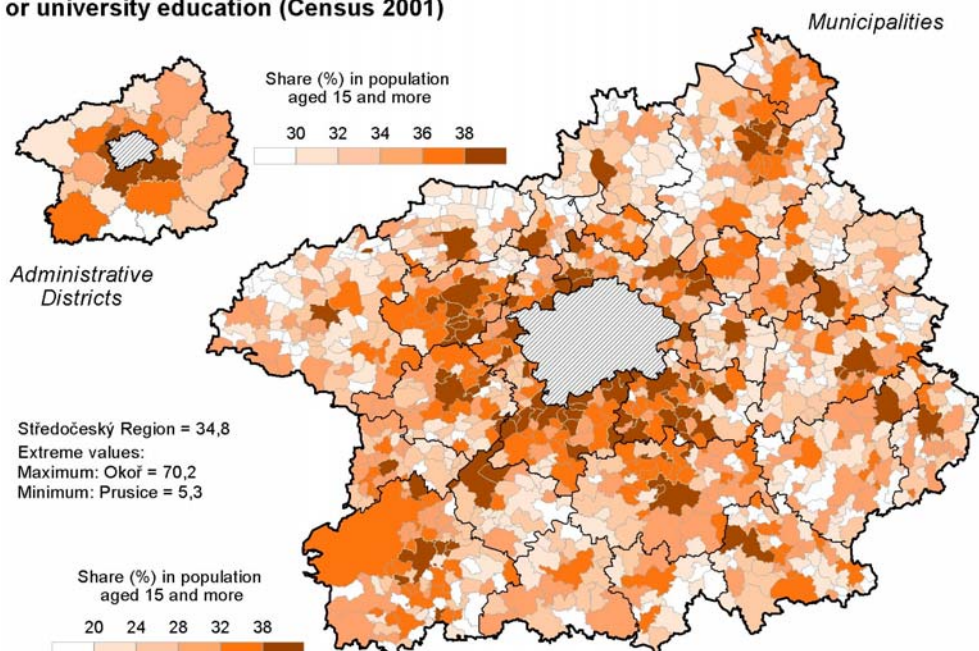 or university education (Census 2001)
Municipalities
Share (%) in population
aged 15 and more
30 32 34 36 38
Administrative
Districts
Středočeský Region = 34,8
Extreme values:
Maximum: Okoř = 70,2
Minimum: Prusice = 5,3
Share (%) in population
aged 15 and more
20 24 28 32 38